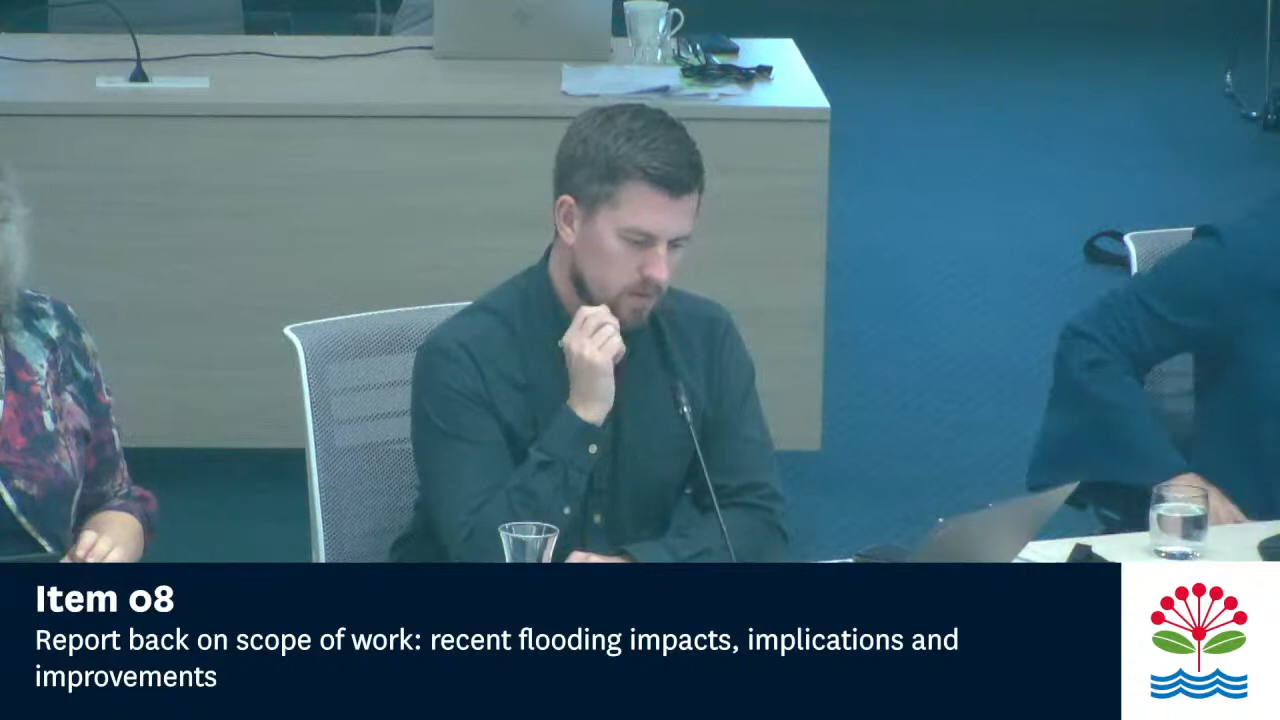 Item 08
Report back on scope of work: recent flooding impacts, implications and
improvements